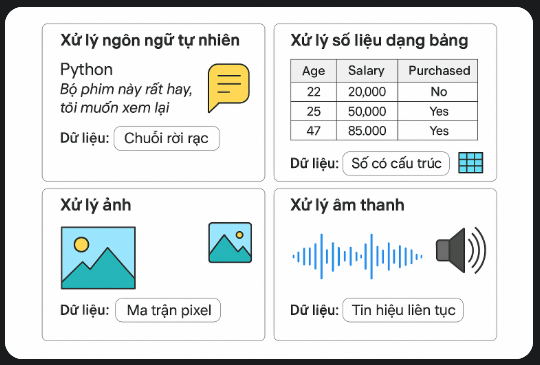 Xử lý ngôn ngữ tự nhiên
Python
Bộ phim này rất hay,
tôi muốn xem lại
Dữ liệu: Chuỗi rời rạc
Xử lý số liệu dạng bảng
Age Salary Purchased
22 20,000 No
25 50,000 Yes
47 85.000 Yes
Dữ liệu: Số có cấu trúc
Xử lý ảnh
Dữ liệu: Ma trận pixel
Xử lý âm thanh
Dữ liệu: Tin hiệu liên tục